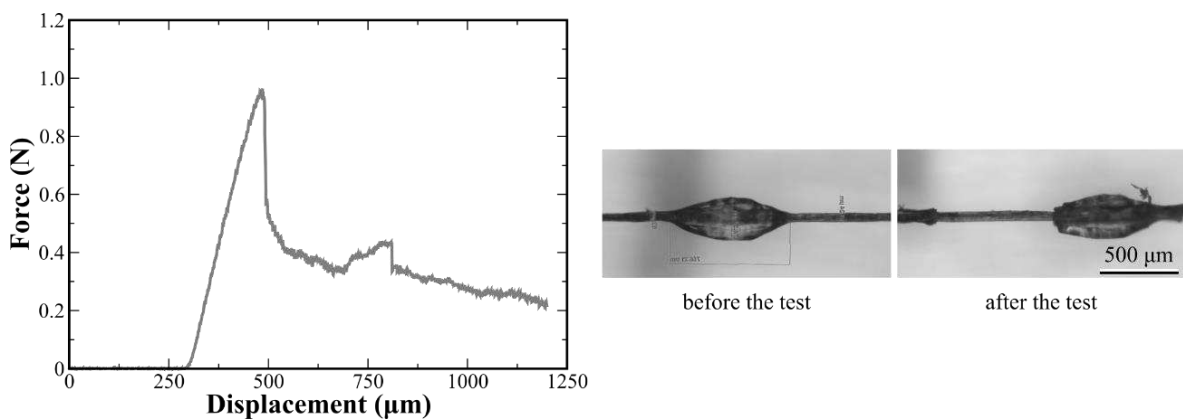 1.2
1.0
0.8
0.6
0.4
0.2
0
Force (N)
0 250 500 750 1000 1250
Displacement (μm)
500 μm
before the test
after the test